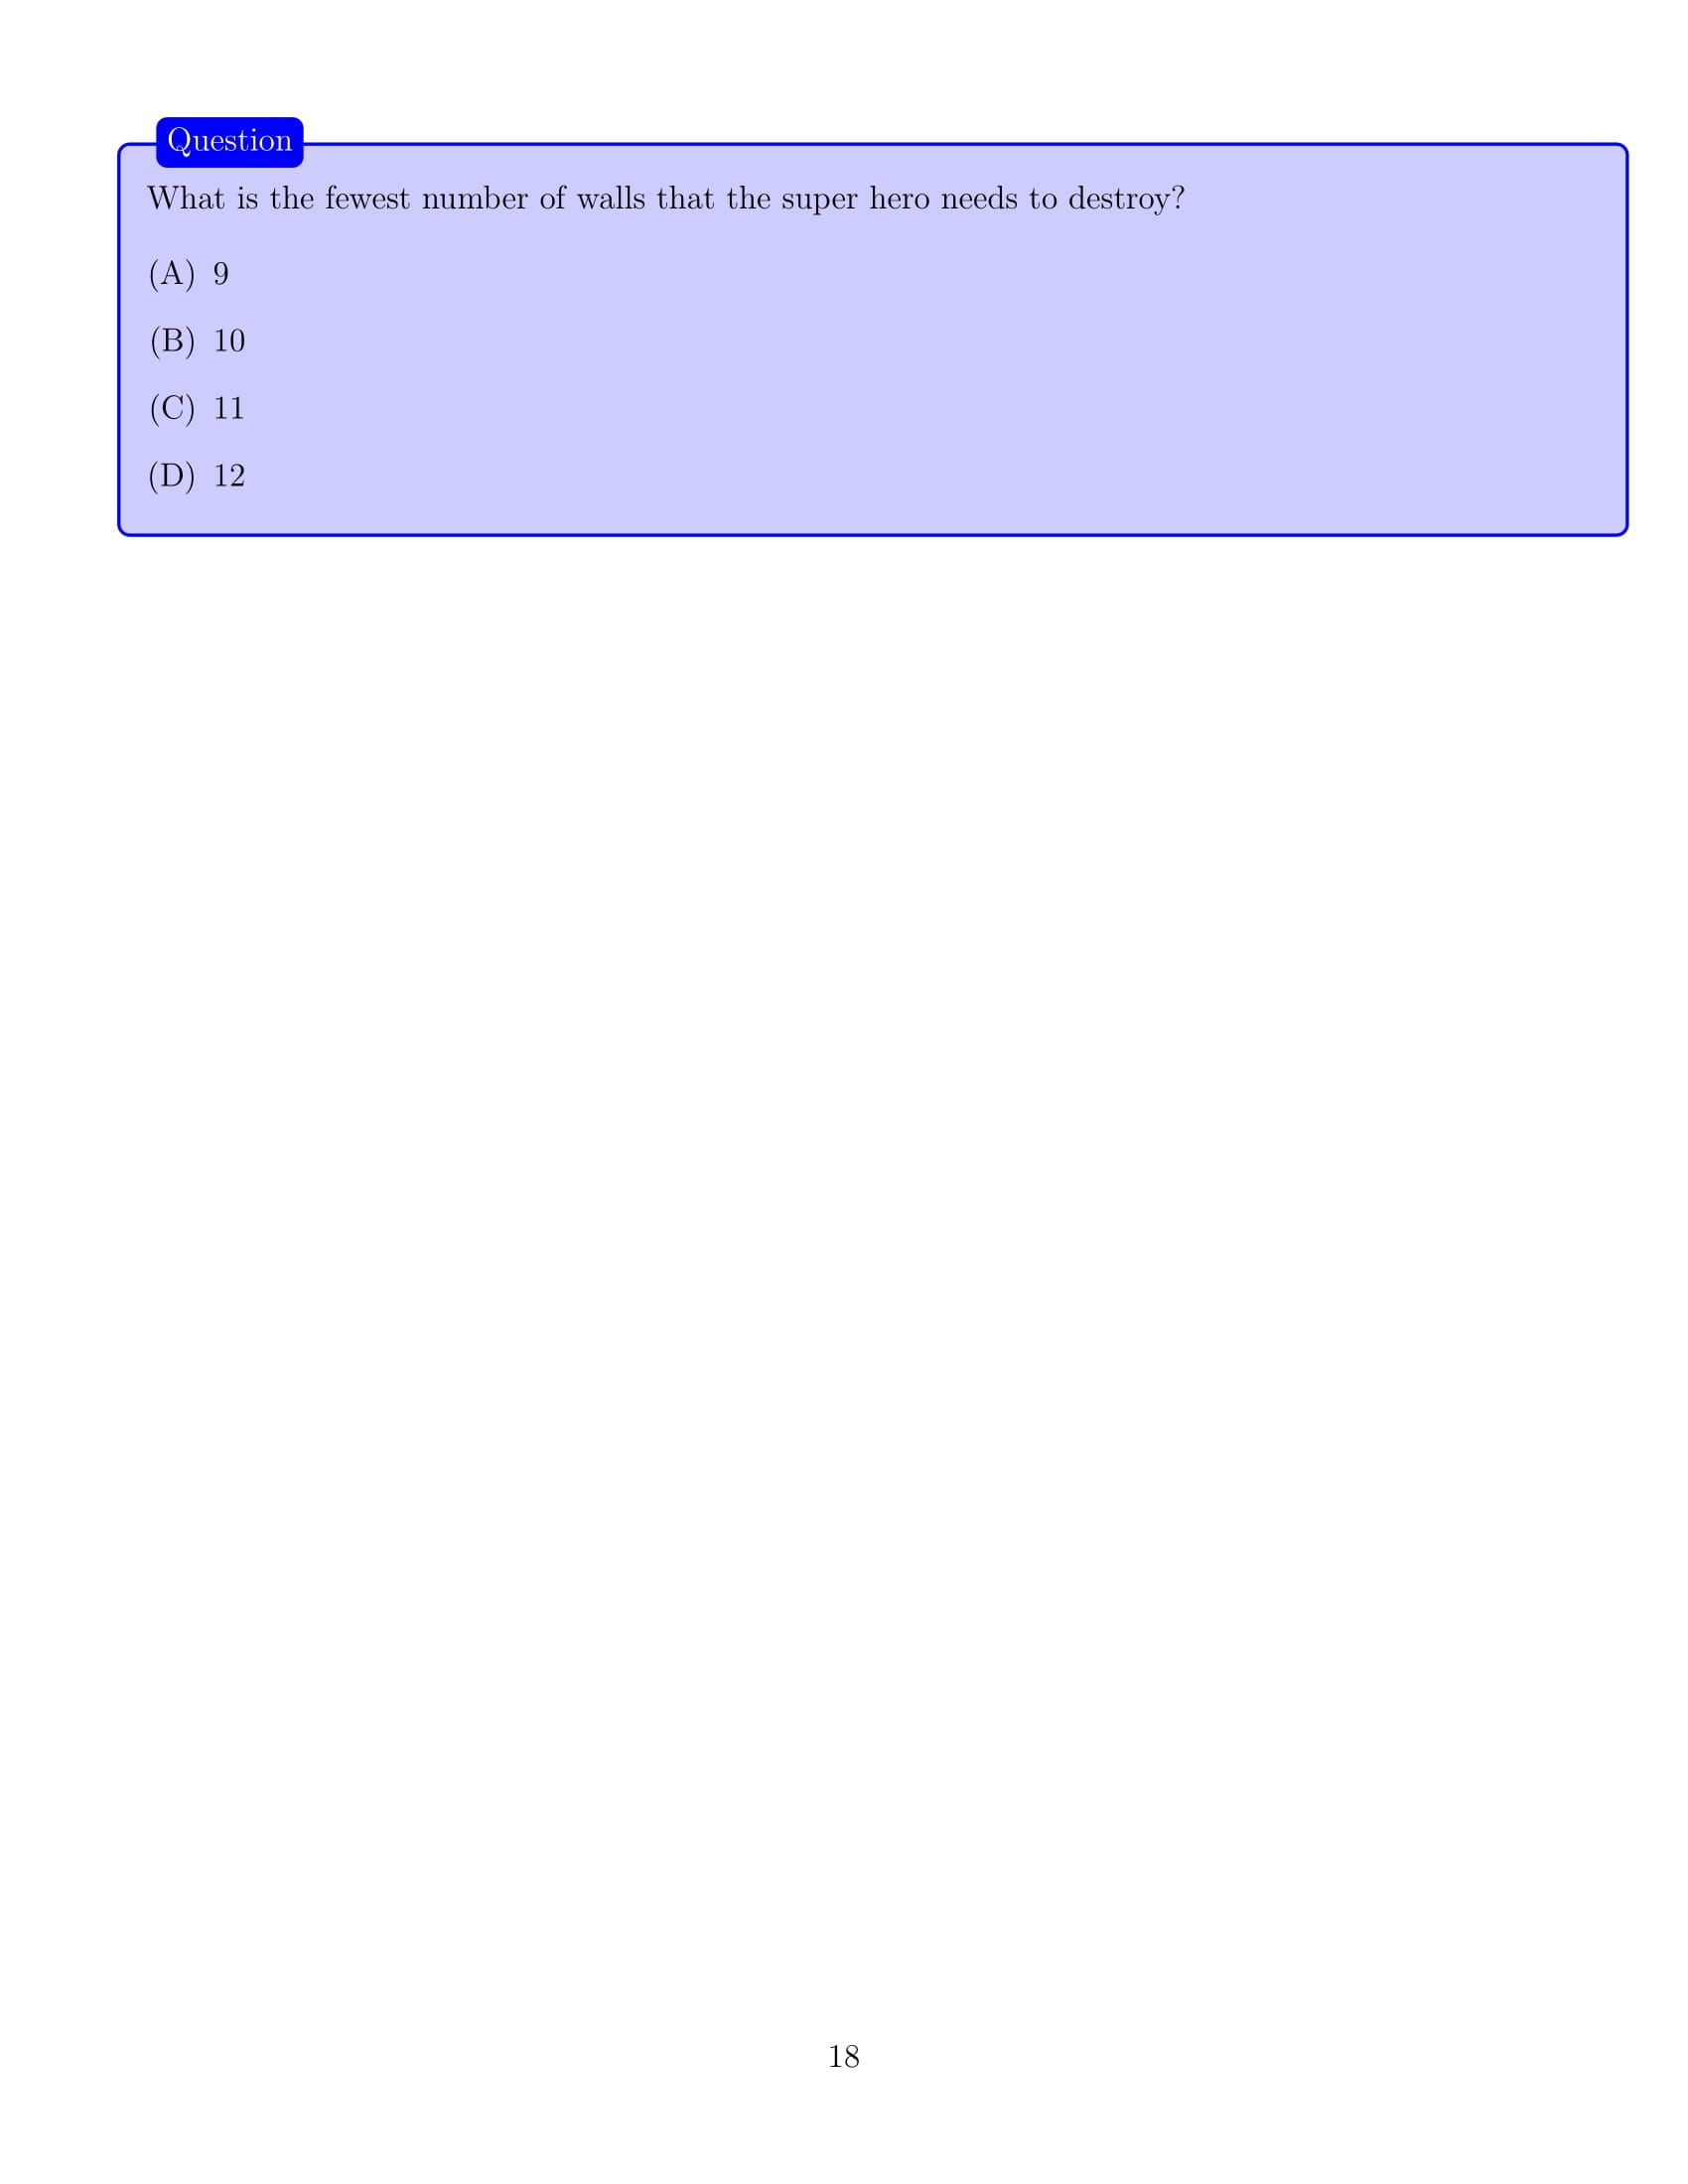 Question
What is the fewest number of walls that the super hero needs to destroy?
(A) 9
(B) 10
(C) 11
(D) 12
18